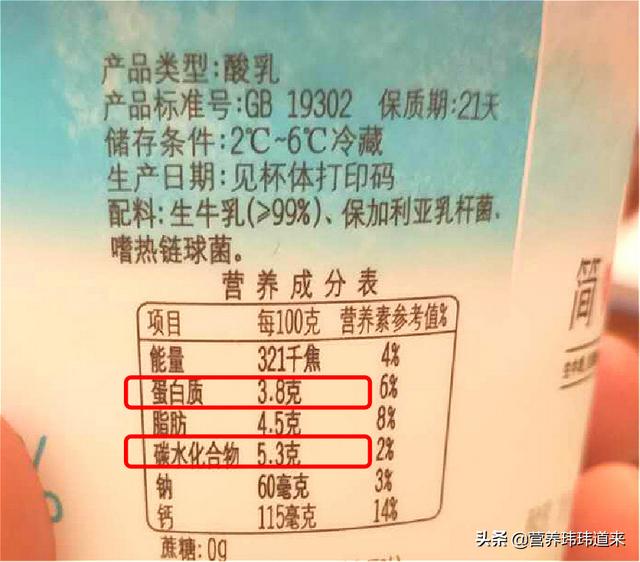 产品类型:酸乳
产品标准号:GB 19302 保质期:21天
储存条件:2℃~6℃冷藏
生产日期:见杯体打印码
配料:生牛乳(≥99%)、保加利亚乳杆菌、
嗜热链球菌。
营养成分表
项目 每100克 营养素参考值%
能量 321千焦 4%
蛋白质 3.8克 6%
脂肪 4.5克 8%
碳水化合物 5.3克 2%
钠 60毫克 3%
钙 115毫克 14%
蔗糖:0g
简
%
头条 @营养玮玮道来